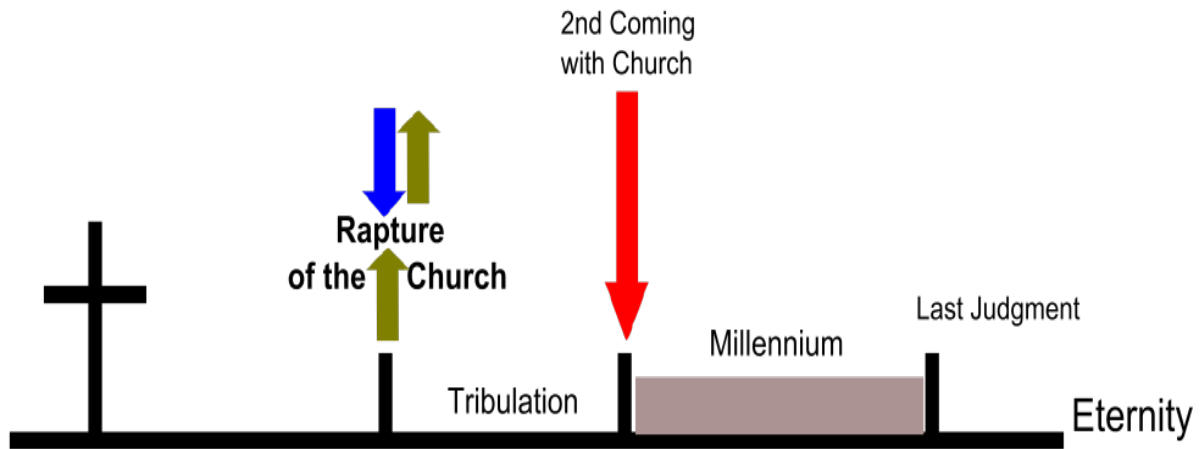 2nd Coming
with Church
Rapture
of the Church
Last Judgment
Millennium
Tribulation
Eternity